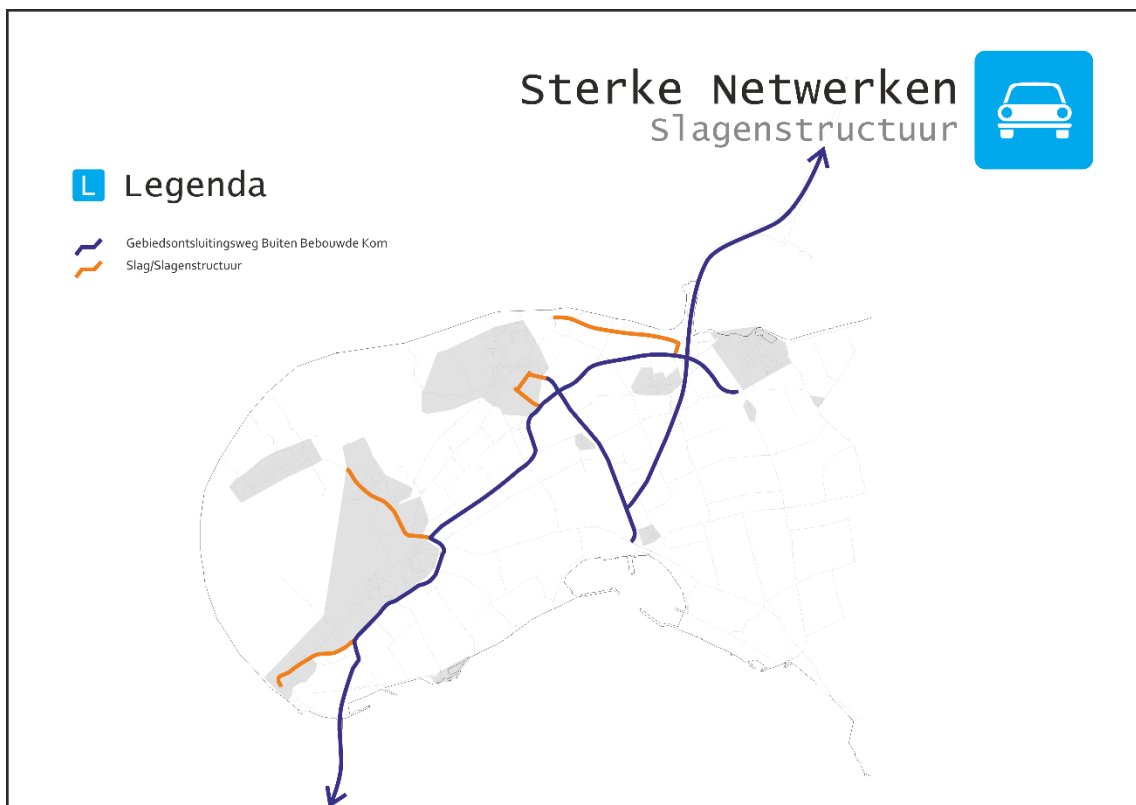 Sterke Netwerken
Slagenstructuur
L Legenda
Gebiedsontsluitingsweg Buiten Bebouwde Kom
Slag/Slagenstructuur